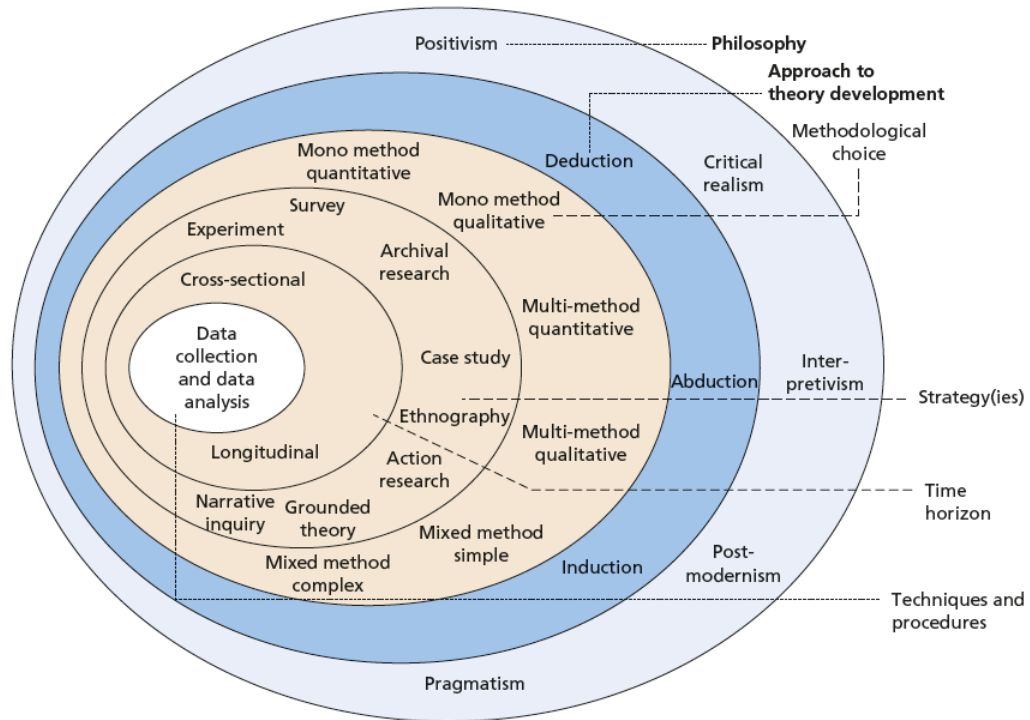 Positivism
Philosophy
Approach to
theory development
Methodological
choice
Deduction
Critical
realism
Mono method
quantitative
Mono method
qualitative
Survey
Experiment
Archival
research
Cross-sectional
Multi-method
quantitative
Data
collection
and data
analysis
Case study
Inter-
pretivism
Abduction
Strategy(ies)
Ethnography
Multi-method
qualitative
Longitudinal
Action
research
Time
horizon
Narrative
inquiry
Grounded
theory
Mixed method
simple
Mixed method
complex
Induction
Post-
modernism
Techniques and
procedures
Pragmatism